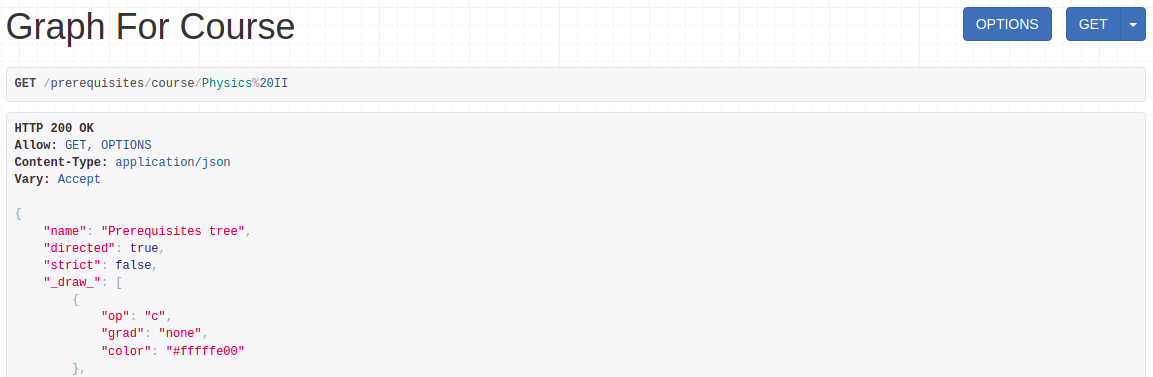 Graph For Course
OPTIONS
GET
GET /prerequisites/course/Physics%20II
HTTP 200 OK
Allow: GET, OPTIONS
Content-Type: application/json
Vary: Accept
{
    "name": "Prerequisites tree",
    "directed": true,
    "strict": false,
    "_draw_": [
        {
            "op": "c",
            "grad": "none",
            "color": "#fffffe00"
        },